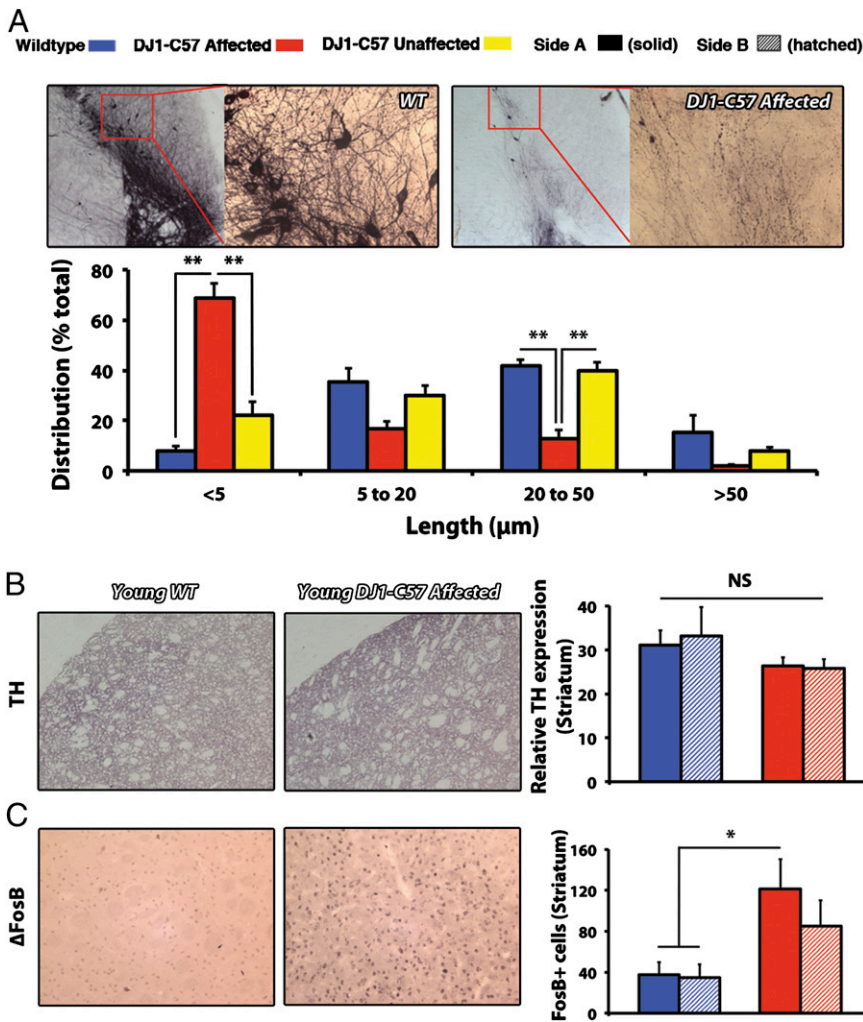 A
Wildtype DJ1-C57 Affected DJ1-C57 Unaffected Side A (solid) Side B (hatched)
WT
DJ1-C57 Affected
Distribution (% total)
80
60
40
20
0
** **
** **
<5 5 to 20 20 to 50 >50
Length (µm)
B
Young WT
Young DJ1-C57 Affected
TH
Relative TH expression
(Striatum)
40
30
20
10
0
NS
C
ΔFosB
FosB+ cells (Striatum)
160
120
80
40
0
*